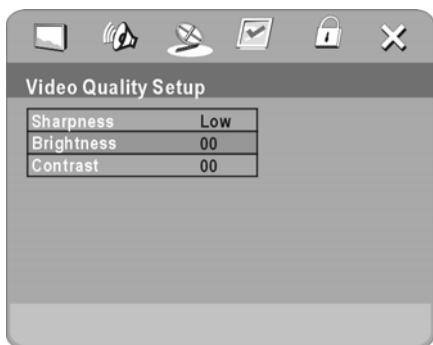 Video Quality Setup
Sharpness Low
Brightness 00
Contrast 00